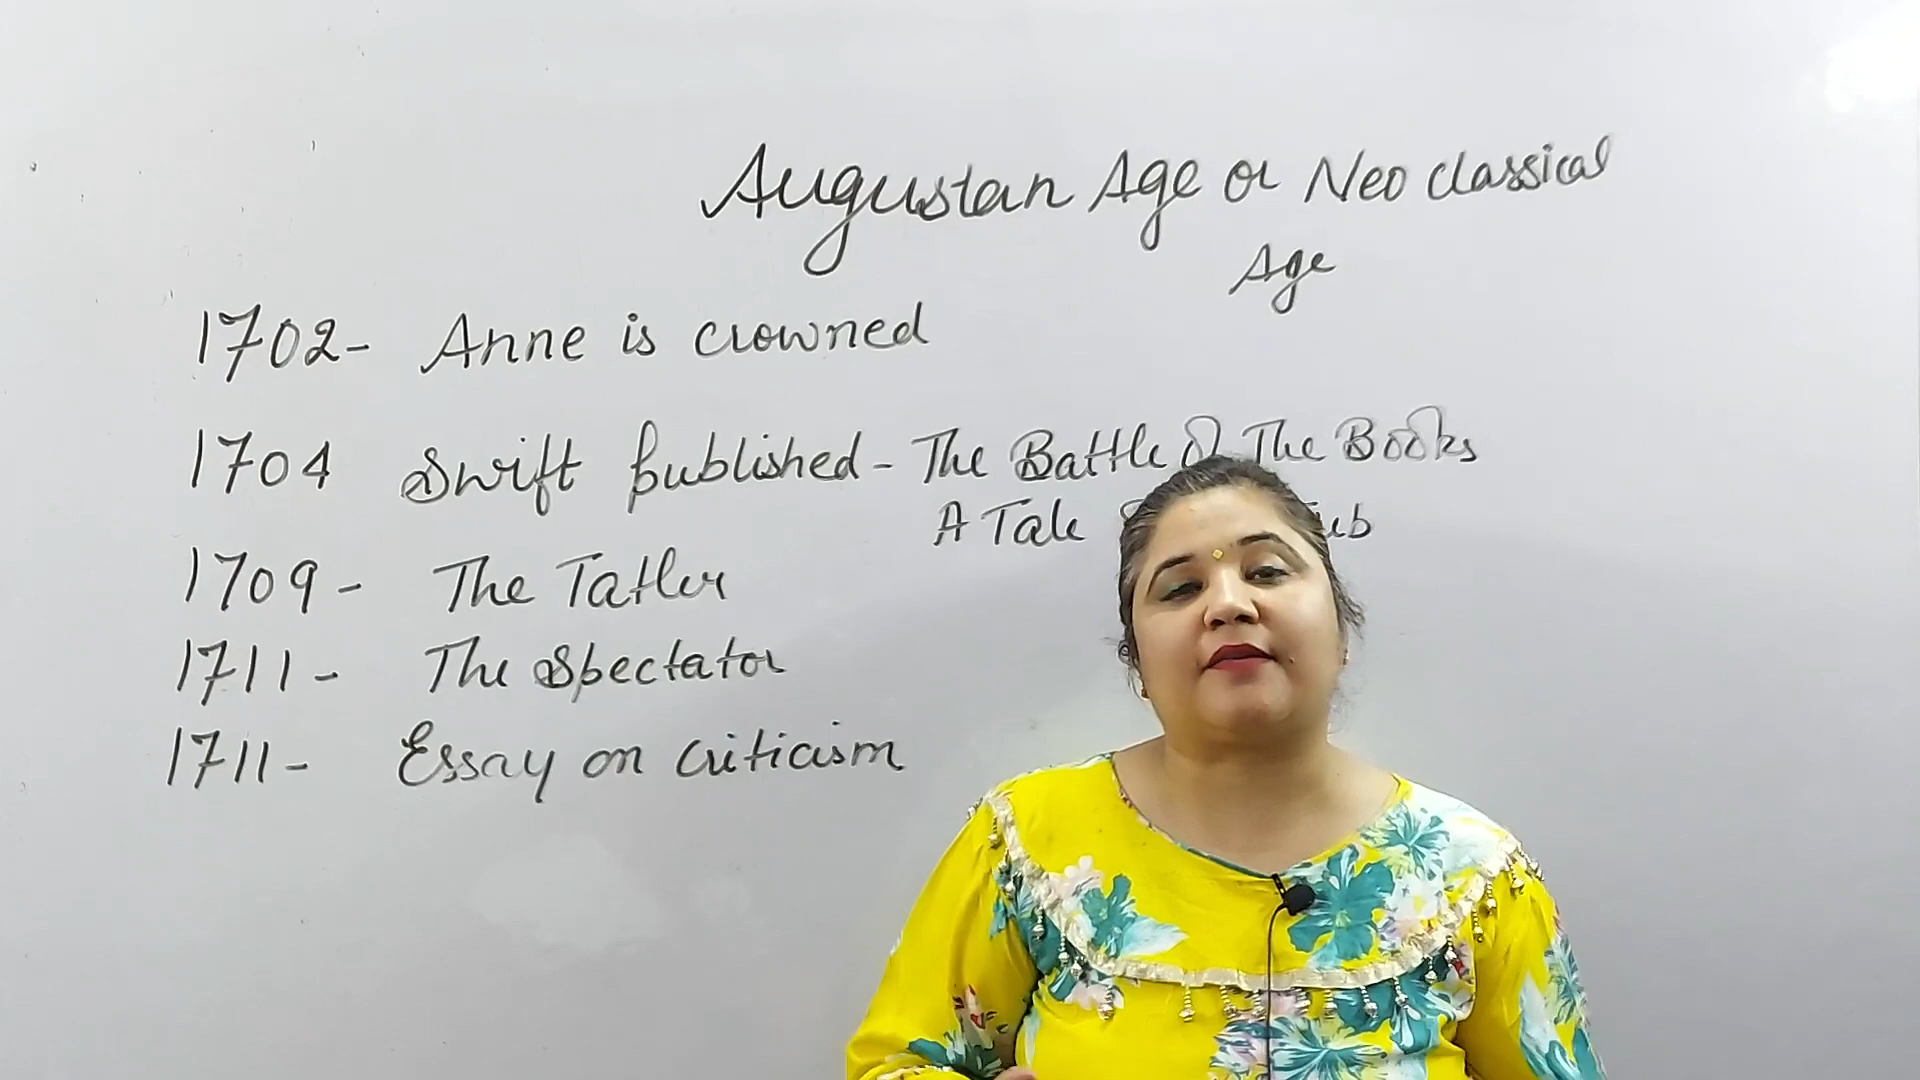 Augustan Age or Neo classical
Age
1702- Anne is crowned
1704 Swift published - The Battle of The Books
A Tale
1709 - The Tatler
1711 - The Spectator
1711 - Essay on criticism